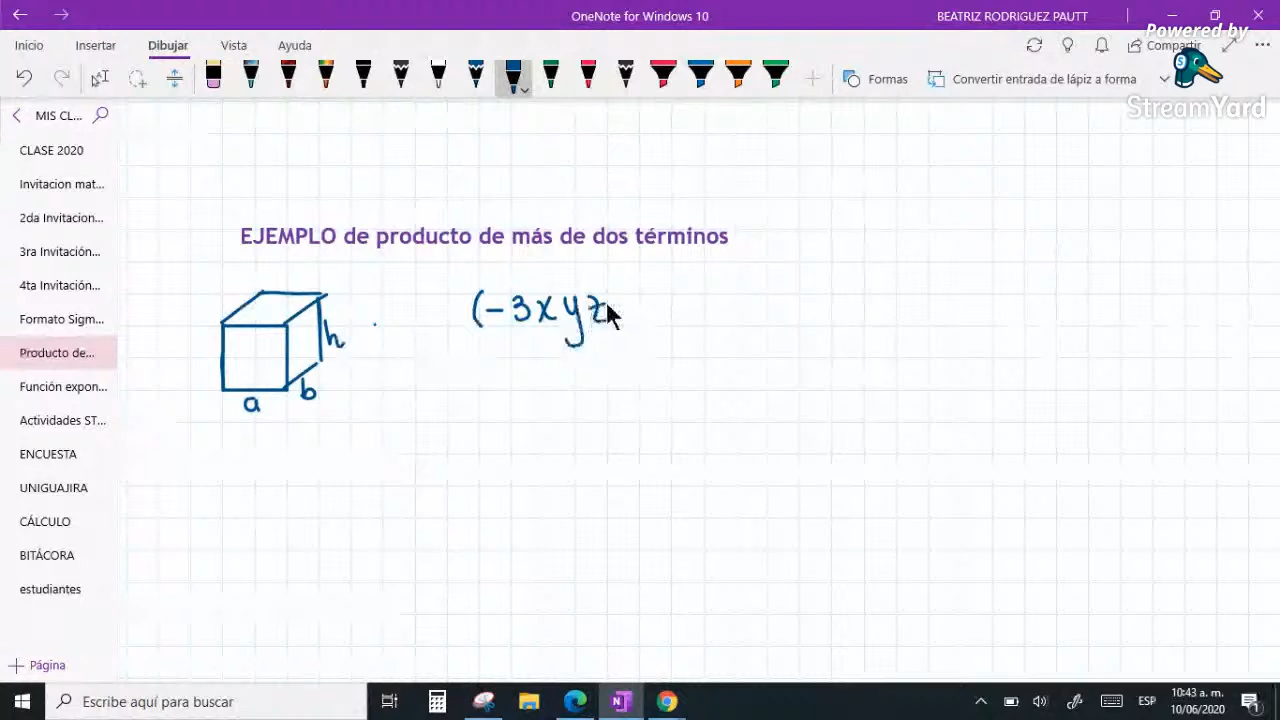 OneNote for Windows 10
BEATRIZ RODRIGUEZ PAUTT
Powered by
StreamYard
Inicio
Insertar
Dibujar
Vista
Ayuda
Compartir
Formas
Convertir entrada de lápiz a forma
MIS CL...
CLASE 2020
Invitacion mat...
2da Invitacion...
3ra Invitación...
4ta Invitación...
Formato Sigm...
Producto de...
Función expon...
Actividades ST...
ENCUESTA
UNIGUAJIRA
CÁLCULO
BITÁCORA
estudiantes
Página
EJEMPLO de producto de más de dos términos
h
b
a
(-3xyz
Escribe aquí para buscar
ESP
10:43 a. m.
10/06/2020
1